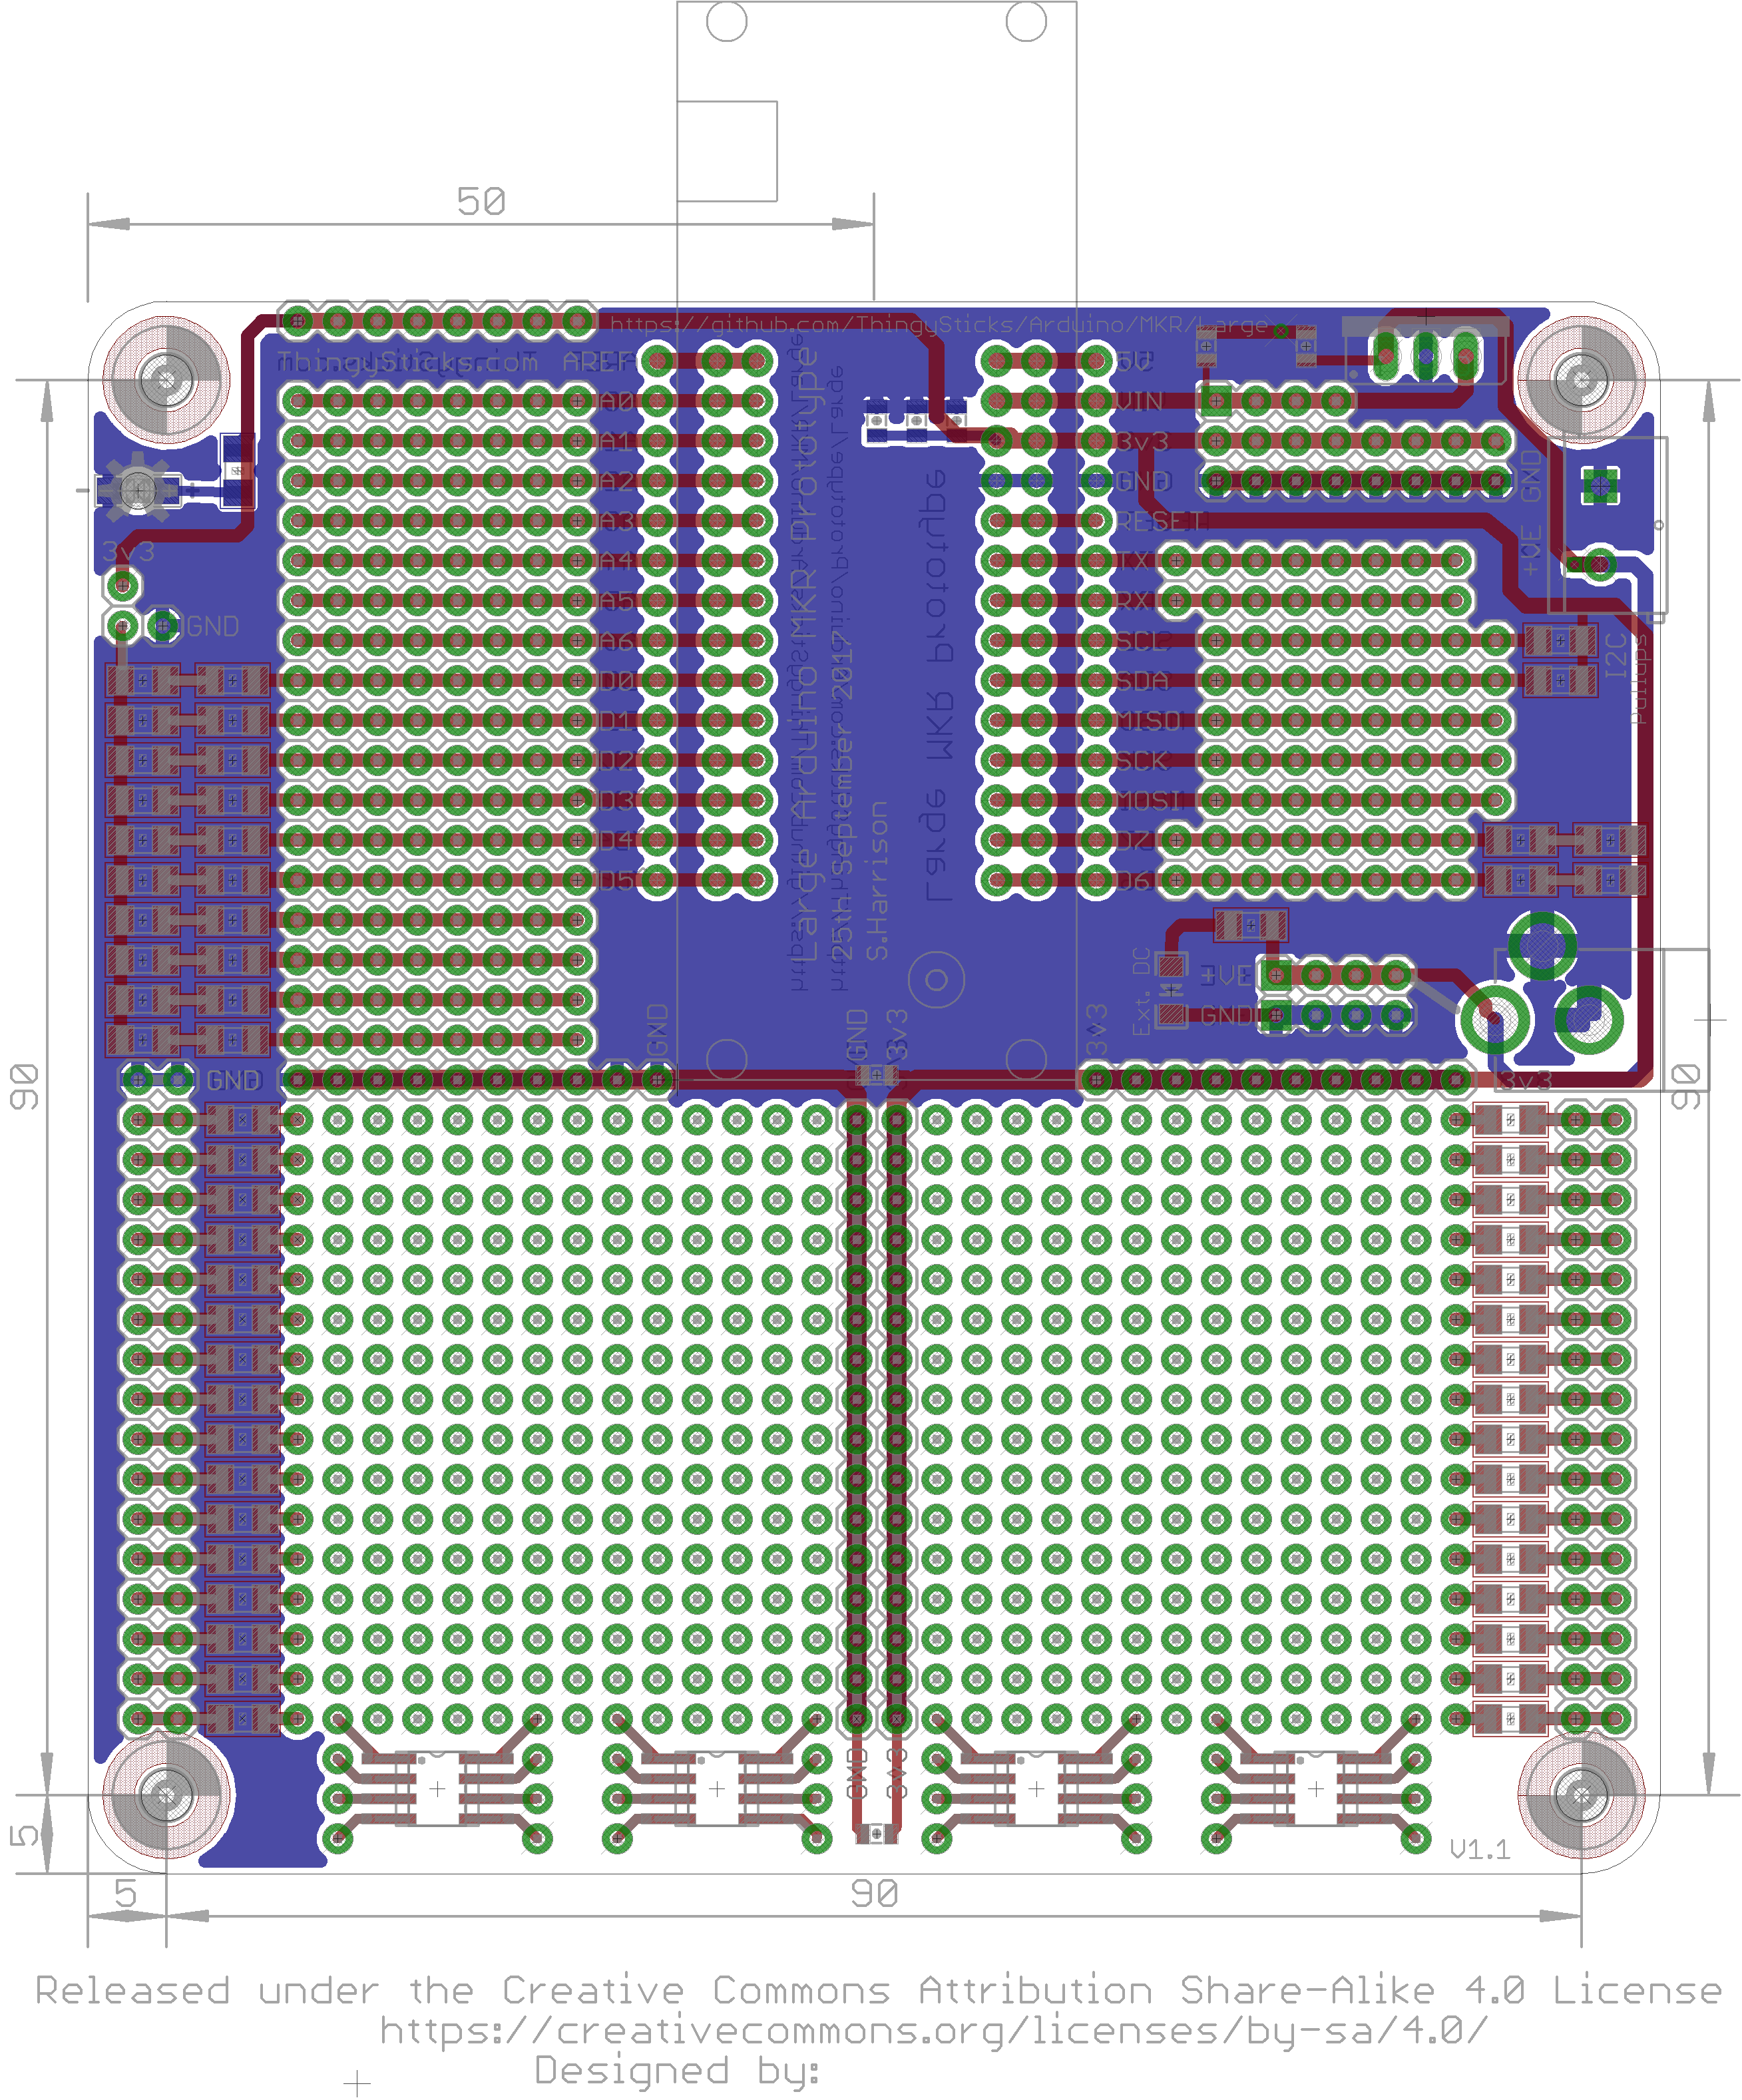 50
https://github.com/ThingySticks/Arduino/MKR/Large
ThingySticks.com
AREF
5V
A0
VIN
A1
3v3
A2
GND
A3
RESET
A4
TX
A5
RX
A6
SCL
D0
SDA
D1
MISO
D2
SCK
D3
MOSI
D4
D7
D5
D6
3v3
GND
+VE GND
I2C
Pullups
Large Arduino MKR Prototype
25th September 2017
S.Harrison
Large MKR Prototype
Ext. DC
+VE
GND
GND
GND
3v3
3v3
GND
3v3
90
90
GND
3v3
V1.1
5
5
90
Released under the Creative Commons Attribution Share-Alike 4.0 License
https://creativecommons.org/licenses/by-sa/4.0/
Designed by: